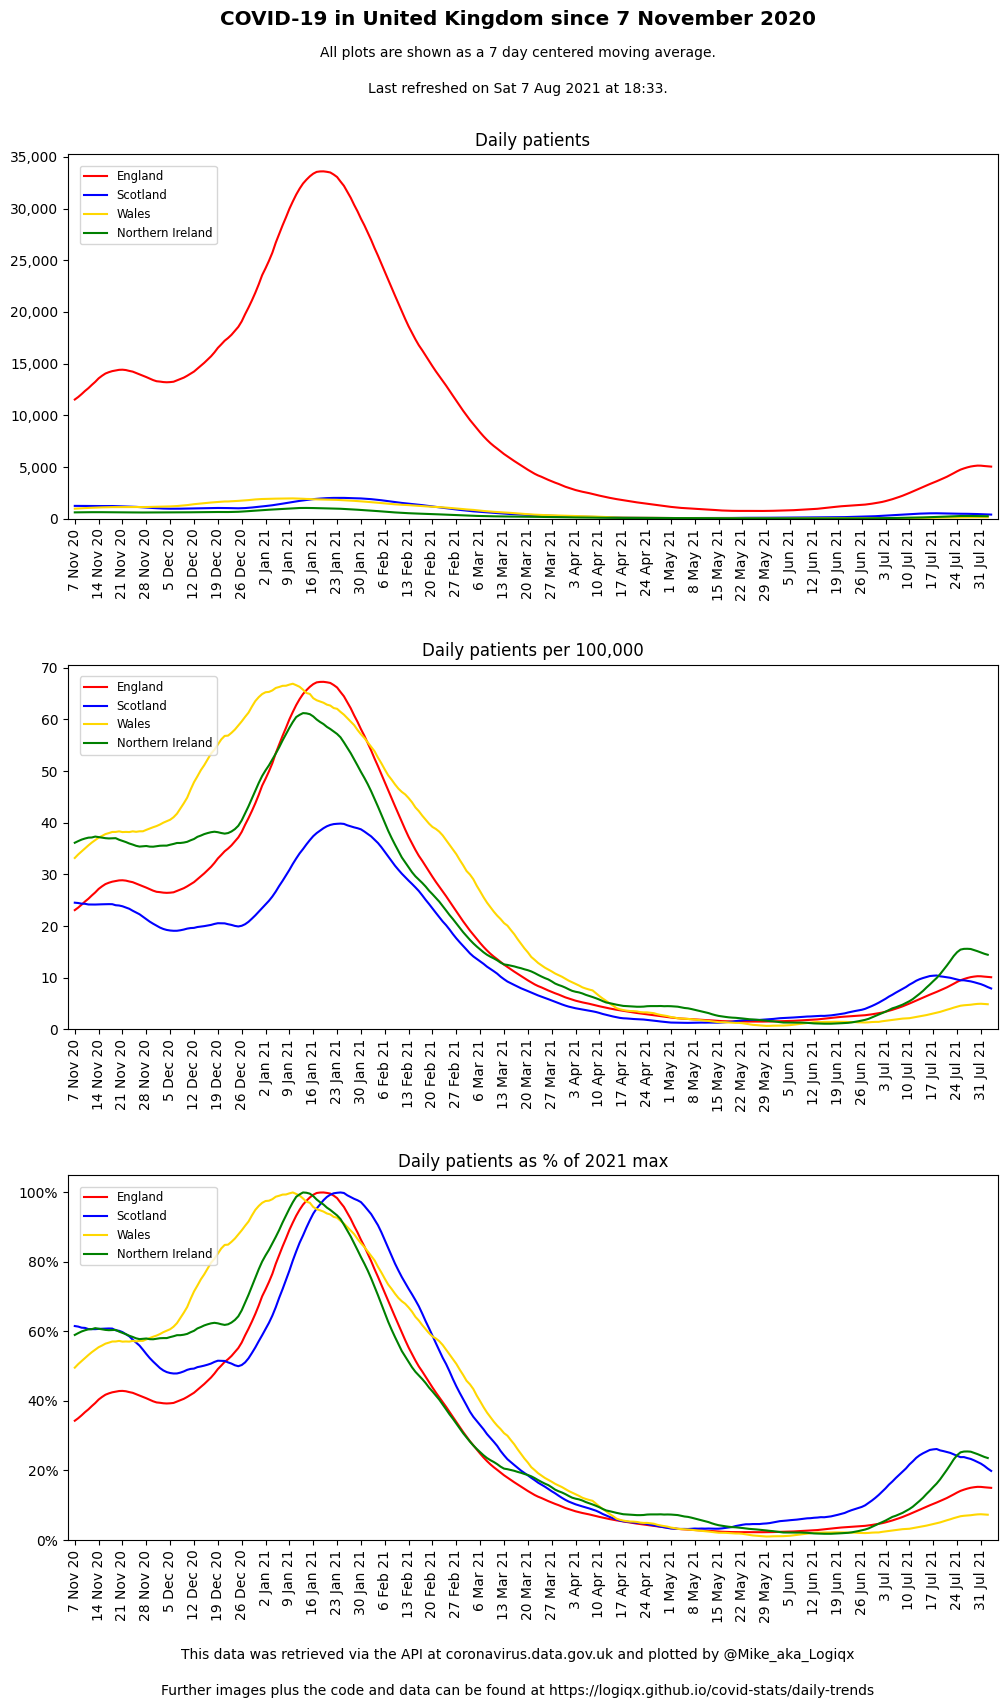 COVID-19 in United Kingdom since 7 November 2020
All plots are shown as a 7 day centered moving average.
Last refreshed on Sat 7 Aug 2021 at 18:33.
Daily patients
35,000
30,000
25,000
20,000
15,000
10,000
5,000
0
England
Scotland
Wales
Northern Ireland
7 Nov 20
14 Nov 20
21 Nov 20
28 Nov 20
5 Dec 20
12 Dec 20
19 Dec 20
26 Dec 20
2 Jan 21
9 Jan 21
16 Jan 21
23 Jan 21
30 Jan 21
6 Feb 21
13 Feb 21
20 Feb 21
27 Feb 21
6 Mar 21
13 Mar 21
20 Mar 21
27 Mar 21
3 Apr 21
10 Apr 21
17 Apr 21
24 Apr 21
1 May 21
8 May 21
15 May 21
22 May 21
29 May 21
5 Jun 21
12 Jun 21
19 Jun 21
26 Jun 21
3 Jul 21
10 Jul 21
17 Jul 21
24 Jul 21
31 Jul 21
Daily patients per 100,000
70
60
50
40
30
20
10
0
England
Scotland
Wales
Northern Ireland
7 Nov 20
14 Nov 20
21 Nov 20
28 Nov 20
5 Dec 20
12 Dec 20
19 Dec 20
26 Dec 20
2 Jan 21
9 Jan 21
16 Jan 21
23 Jan 21
30 Jan 21
6 Feb 21
13 Feb 21
20 Feb 21
27 Feb 21
6 Mar 21
13 Mar 21
20 Mar 21
27 Mar 21
3 Apr 21
10 Apr 21
17 Apr 21
24 Apr 21
1 May 21
8 May 21
15 May 21
22 May 21
29 May 21
5 Jun 21
12 Jun 21
19 Jun 21
26 Jun 21
3 Jul 21
10 Jul 21
17 Jul 21
24 Jul 21
31 Jul 21
Daily patients as % of 2021 max
100%
80%
60%
40%
20%
0%
England
Scotland
Wales
Northern Ireland
7 Nov 20
14 Nov 20
21 Nov 20
28 Nov 20
5 Dec 20
12 Dec 20
19 Dec 20
26 Dec 20
2 Jan 21
9 Jan 21
16 Jan 21
23 Jan 21
30 Jan 21
6 Feb 21
13 Feb 21
20 Feb 21
27 Feb 21
6 Mar 21
13 Mar 21
20 Mar 21
27 Mar 21
3 Apr 21
10 Apr 21
17 Apr 21
24 Apr 21
1 May 21
8 May 21
15 May 21
22 May 21
29 May 21
5 Jun 21
12 Jun 21
19 Jun 21
26 Jun 21
3 Jul 21
10 Jul 21
17 Jul 21
24 Jul 21
31 Jul 21
This data was retrieved via the API at coronavirus.data.gov.uk and plotted by @Mike_aka_Logiqx
Further images plus the code and data can be found at https://logiqx.github.io/covid-stats/daily-trends